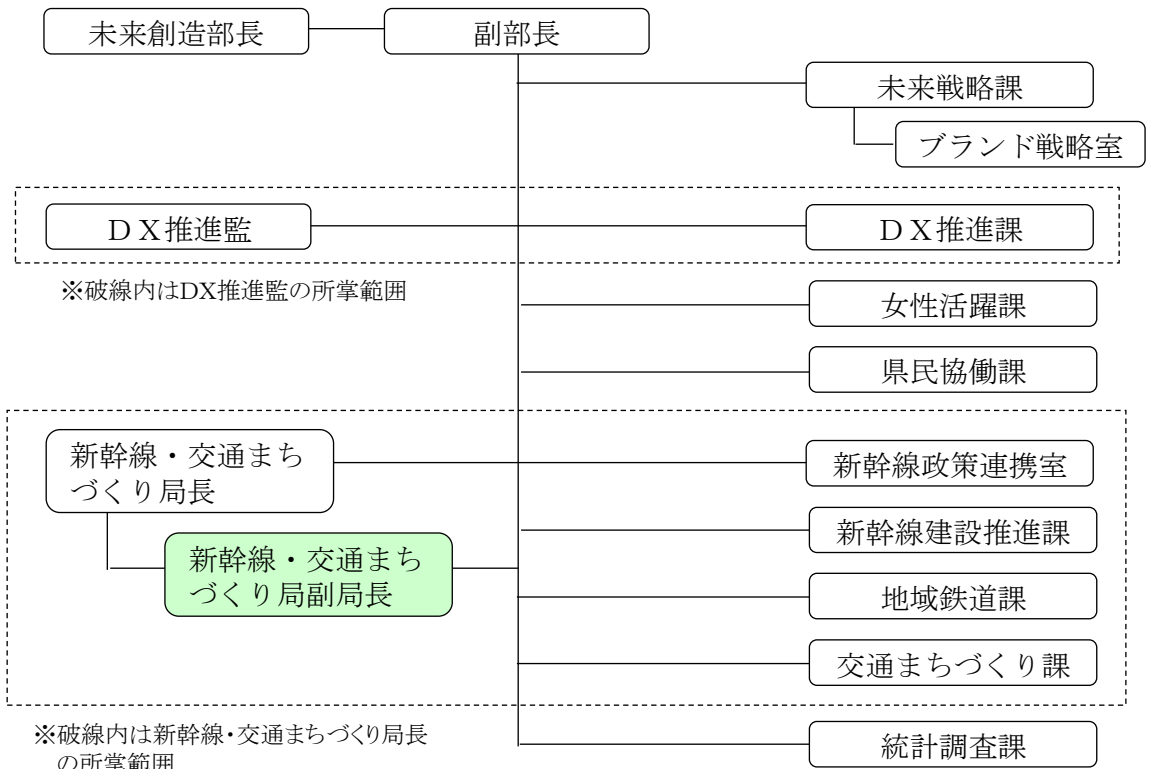 未来創造部長
副部長
未来戦略課
ブランド戦略室
ＤＸ推進監
ＤＸ推進課
※破線内はDX推進監の所掌範囲
女性活躍課
県民協働課
新幹線・交通まち
づくり局長
新幹線政策連携室
新幹線・交通まち
づくり局副局長
新幹線建設推進課
地域鉄道課
交通まちづくり課
※破線内は新幹線・交通まちづくり局長
の所掌範囲
統計調査課